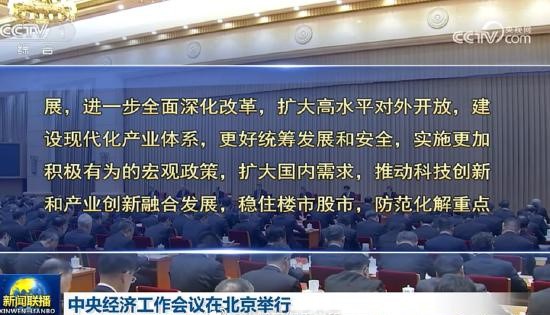 CCTV 1
综合
CCTV 央视网
.com
展，进一步全面深化改革，扩大高水平对外开放，建
设现代化产业体系，更好统筹发展和安全，实施更加
积极有为的宏观政策，扩大国内需求，推动科技创新
和产业创新融合发展，稳住楼市股市，防范化解重点
新闻联播
XINWEN LIANBO
中央经济工作会议在北京举行